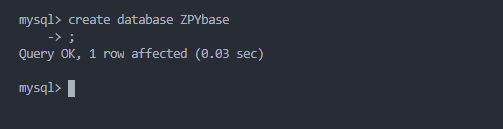 mysql> create database ZPYbase
    -> ;
Query OK, 1 row affected (0.03 sec)
mysql>